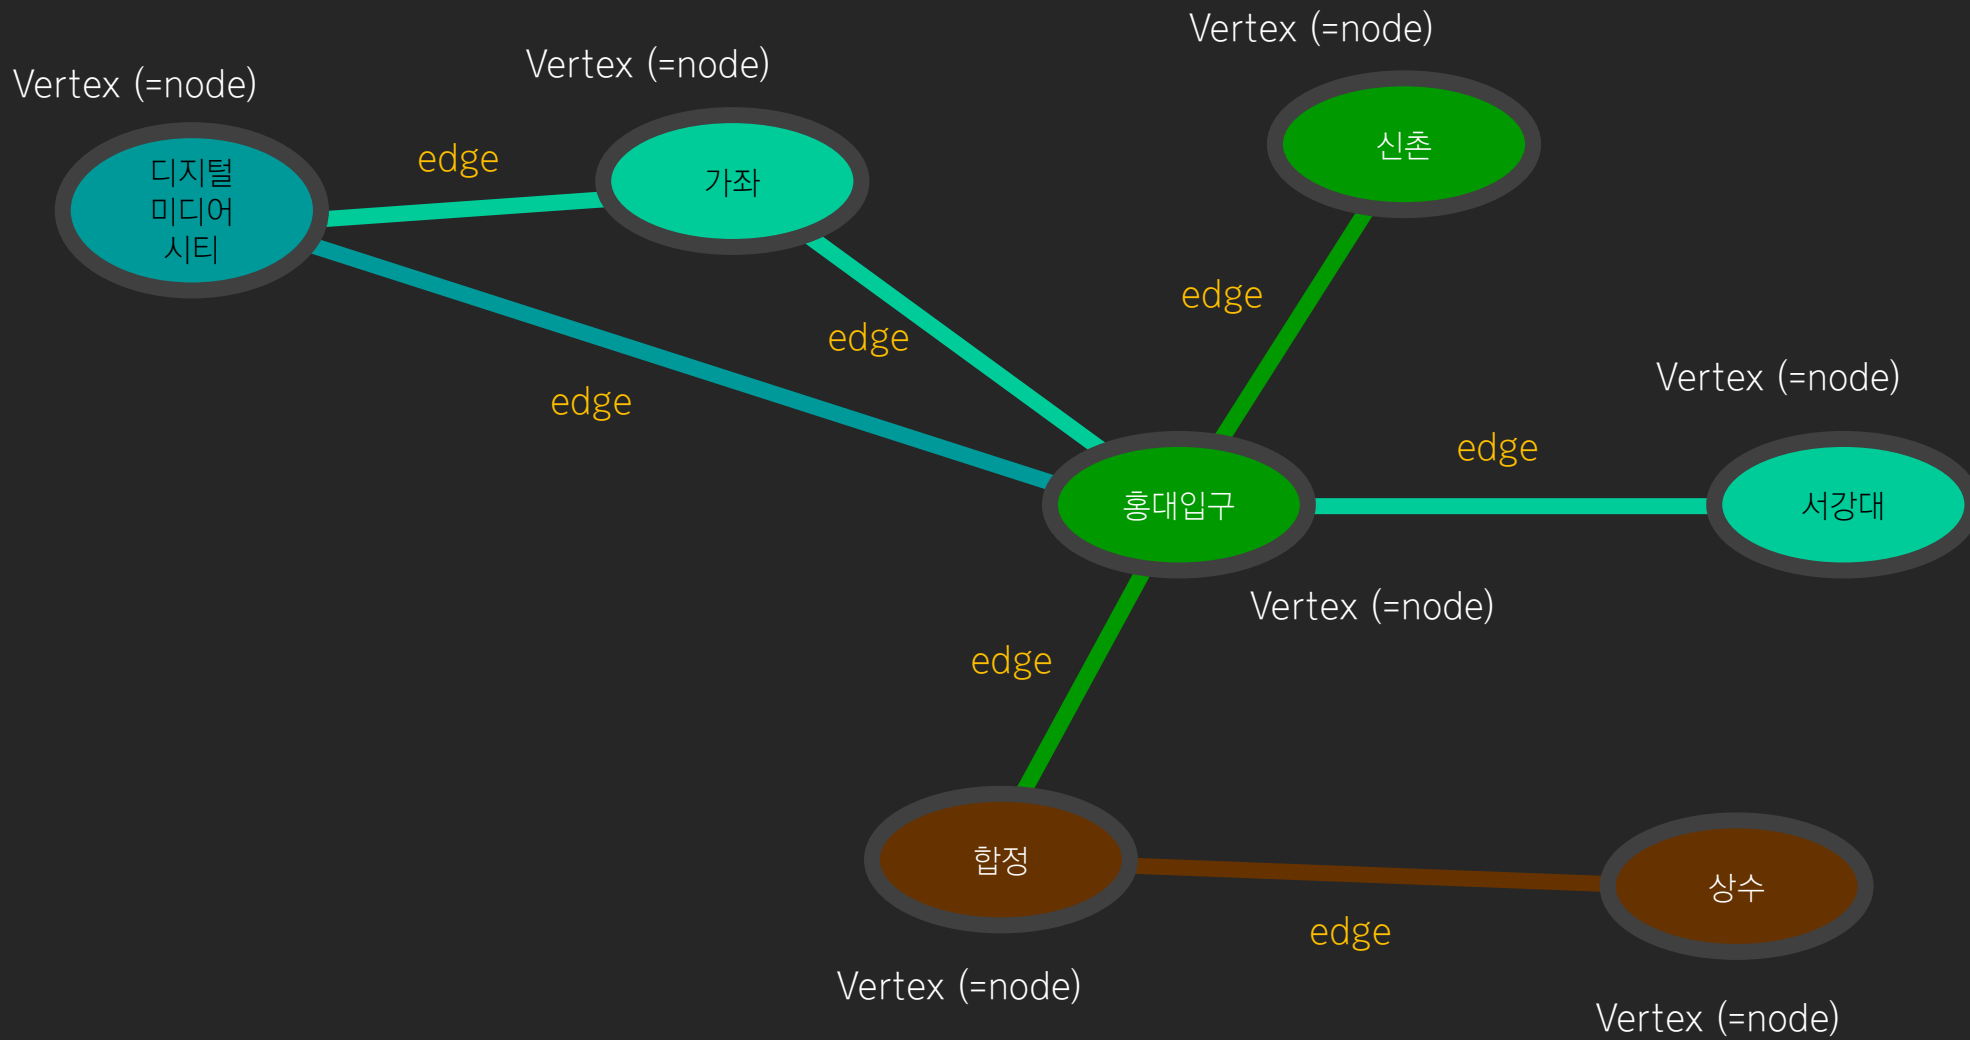 Vertex (=node)
Vertex (=node)
Vertex (=node)
디지털
미디어
시티
edge
가좌
신촌
edge
edge
edge
Vertex (=node)
edge
홍대입구
서강대
Vertex (=node)
edge
합정
상수
edge
Vertex (=node)
Vertex (=node)